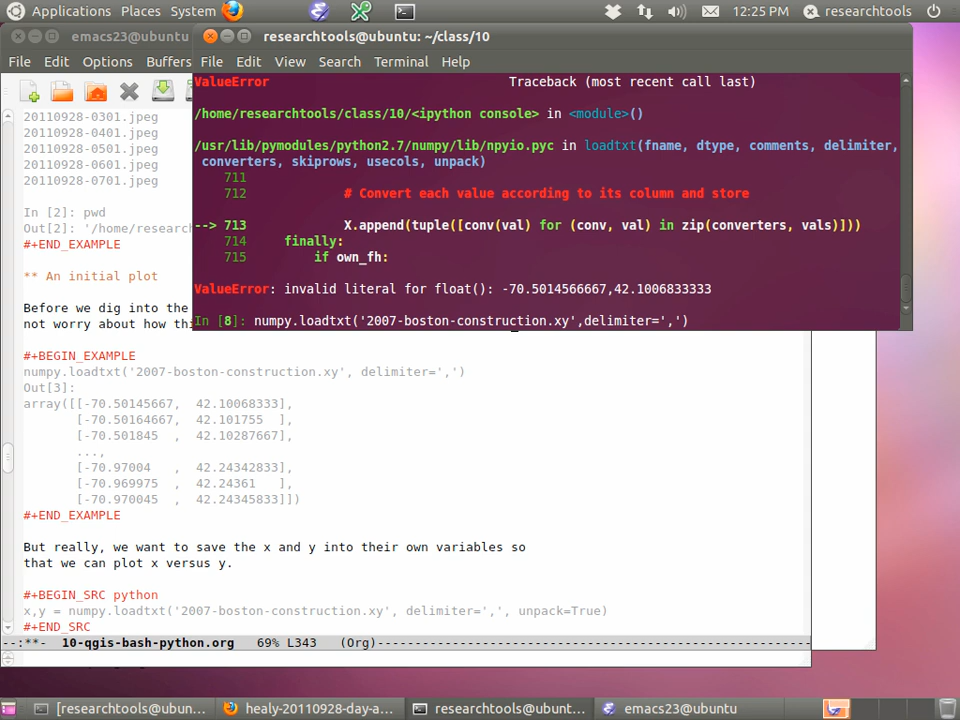 Applications Places System 12:25 PM researchtools
emacs23@ubuntu
File Edit Options Buffers
20110928-0301.jpeg
20110928-0401.jpeg
20110928-0501.jpeg
20110928-0601.jpeg
20110928-0701.jpeg
In [2]: pwd
Out[2]: '/home/researc
#+END_EXAMPLE
** An initial plot
Before we dig into the
not worry about how thi
researchtools@ubuntu: ~/class/10
File Edit View Search Terminal Help
ValueError Traceback (most recent call last)
/home/researchtools/class/10/<ipython console> in <module>()
/usr/lib/pymodules/python2.7/numpy/lib/npyio.pyc in loadtxt(fname, dtype, comments, delimiter,
converters, skiprows, usecols, unpack)
711
712 # Convert each value according to its column and store
--> 713 X.append(tuple([conv(val) for (conv, val) in zip(converters, vals)]))
714 finally:
715 if own_fh:
ValueError: invalid literal for float(): -70.5014566667,42.1006833333
In [8]: numpy.loadtxt('2007-boston-construction.xy',delimiter=',')
#+BEGIN_EXAMPLE
numpy.loadtxt('2007-boston-construction.xy', delimiter=',')
Out[3]:
array([[-70.50145667, 42.10068333],
[-70.50164667, 42.101755 ],
[-70.501845 , 42.10287667],
...,
[-70.97004 , 42.24342833],
[-70.969975 , 42.24361 ],
[-70.970045 , 42.24345833]])
#+END_EXAMPLE
But really, we want to save the x and y into their own variables so
that we can plot x versus y.
#+BEGIN_SRC python
x,y = numpy.loadtxt('2007-boston-construction.xy', delimiter=',', unpack=True)
#+END_SRC
--:**- 10-qgis-bash-python.org 69% L343 (Org)
[researchtools@ubun... healy-20110928-day-a... researchtools@ubunt... emacs23@ubuntu